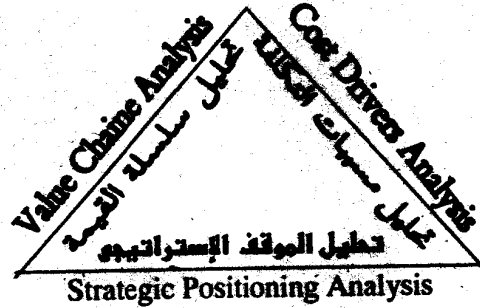 Value Chaine Analysis
تحليل سلسلة القيمة
Cost Drivers Analysis
تحليل مسببات التكلفة
تحليل الموقف الإستراتيجي
Strategic Positioning Analysis